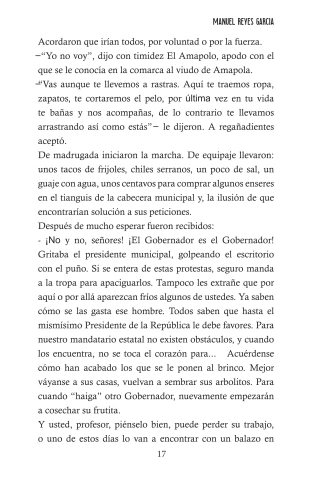 MANUEL REYES GARCIA
Acordaron que irían todos, por voluntad o por la fuerza.
–“Yo no voy”, dijo con timidez El Amapolo, apodo con el
que se le conocía en la comarca al viudo de Amapola.
-“Vas aunque te llevemos a rastras. Aquí te traemos ropa,
zapatos, te cortaremos el pelo, por última vez en tu vida
te bañas y nos acompañas, de lo contrario te llevamos
arrastrando así como estás”– le dijeron. A regañadientes
aceptó.
De madrugada iniciaron la marcha. De equipaje llevaron:
unos tacos de frijoles, chiles serranos, un poco de sal, un
guaje con agua, unos centavos para comprar algunos enseres
en el tianguis de la cabecera municipal y, la ilusión de que
encontrarían solución a sus peticiones.
Después de mucho esperar fueron recibidos:
- ¡No y no, señores! ¡El Gobernador es el Gobernador!
Gritaba el presidente municipal, golpeando el escritorio
con el puño. Si se entera de estas protestas, seguro manda
a la tropa para apaciguarlos. Tampoco les extrañe que por
aquí o por allá aparezcan fríos algunos de ustedes. Ya saben
cómo se las gasta ese hombre. Todos saben que hasta el
mismísimo Presidente de la República le debe favores. Para
nuestro mandatario estatal no existen obstáculos, y cuando
los encuentra, no se toca el corazón para... Acuérdense
cómo han acabado los que se le ponen al brinco. Mejor
váyanse a sus casas, vuelvan a sembrar sus arbolitos. Para
cuando “haiga” otro Gobernador, nuevamente empezarán
a cosechar su frutita.
Y usted, profesor, piénselo bien, puede perder su trabajo,
o uno de estos días lo van a encontrar con un balazo en
17